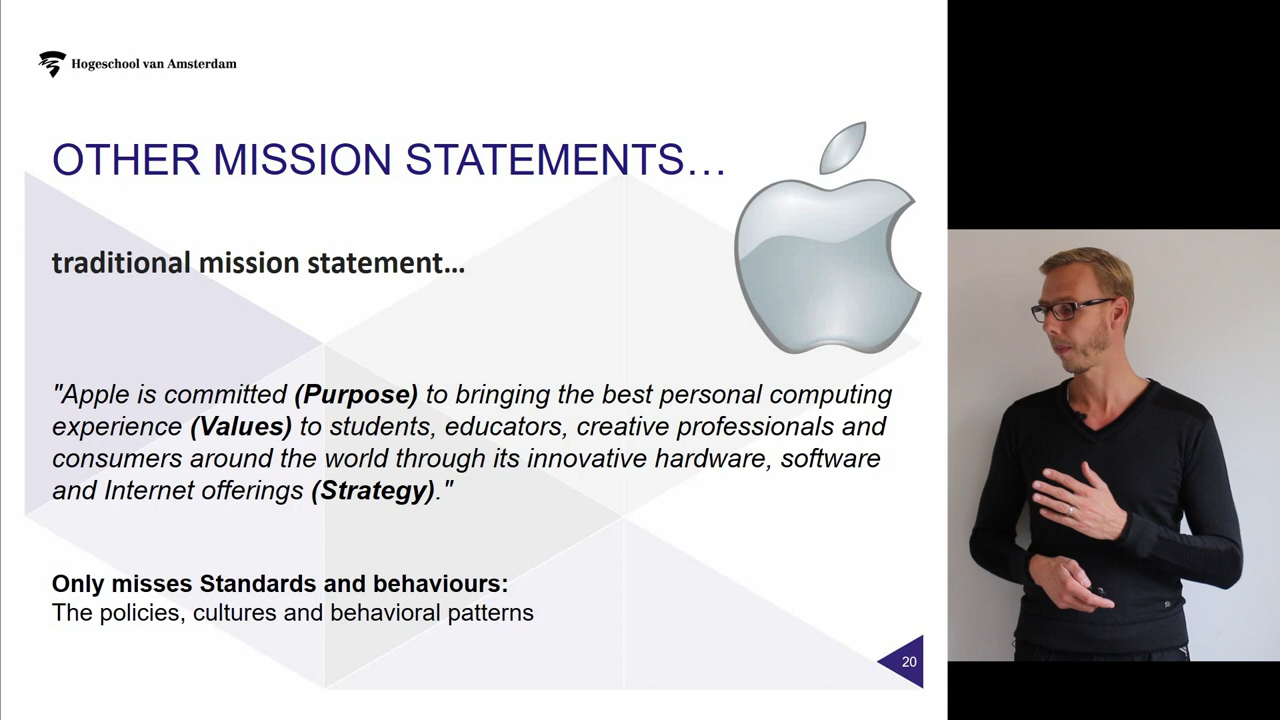 Hogeschool van Amsterdam
OTHER MISSION STATEMENTS…
traditional mission statement…
"Apple is committed (Purpose) to bringing the best personal computing
experience (Values) to students, educators, creative professionals and
consumers around the world through its innovative hardware, software
and Internet offerings (Strategy)."
Only misses Standards and behaviours:
The policies, cultures and behavioral patterns
20